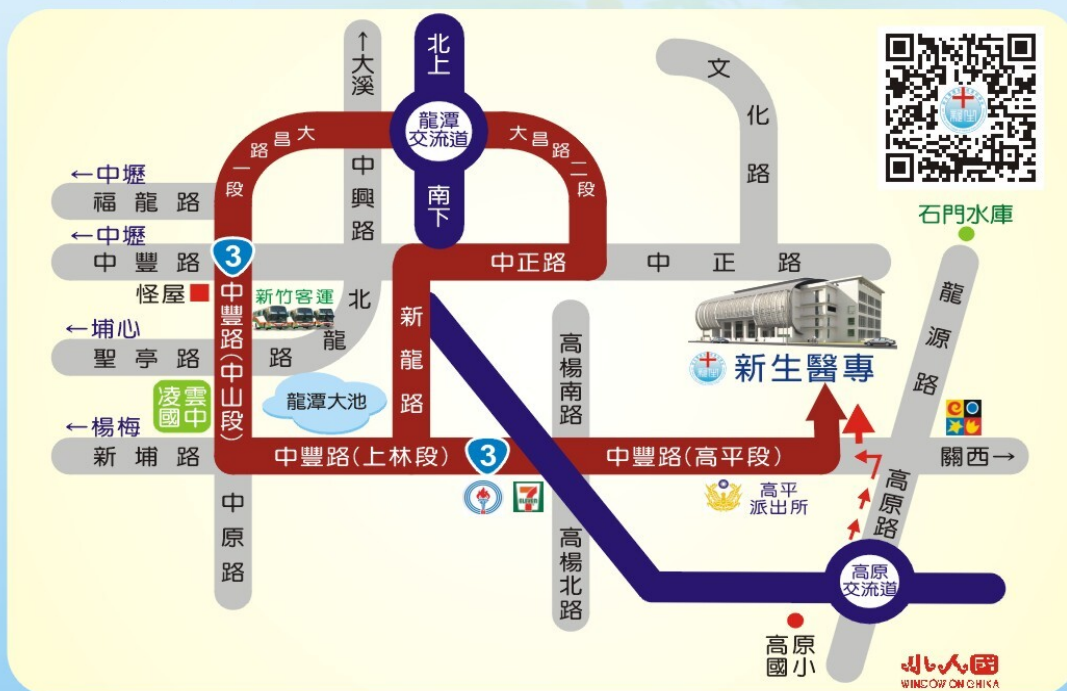 北上
龍潭
交流道
南下
↑大溪
中興路
北龍路
大昌路一段
大昌路二段
文化路
←中壢
福龍路
←中壢
中豐路
3
中正路
中正路
石門水庫
怪屋
中豐路(中山段)
新竹客運
新龍路
←埔心
聖亭路
凌雲
國中
龍潭大池
高楊南路
新生醫專
龍源路
←楊梅
新埔路
中豐路(上林段)
3
中豐路(高平段)
關西→
ELEVEN
高平
派出所
中原路
高楊北路
高原路
高原
交流道
高原
國小
小人國
WINDOW ON CHINA